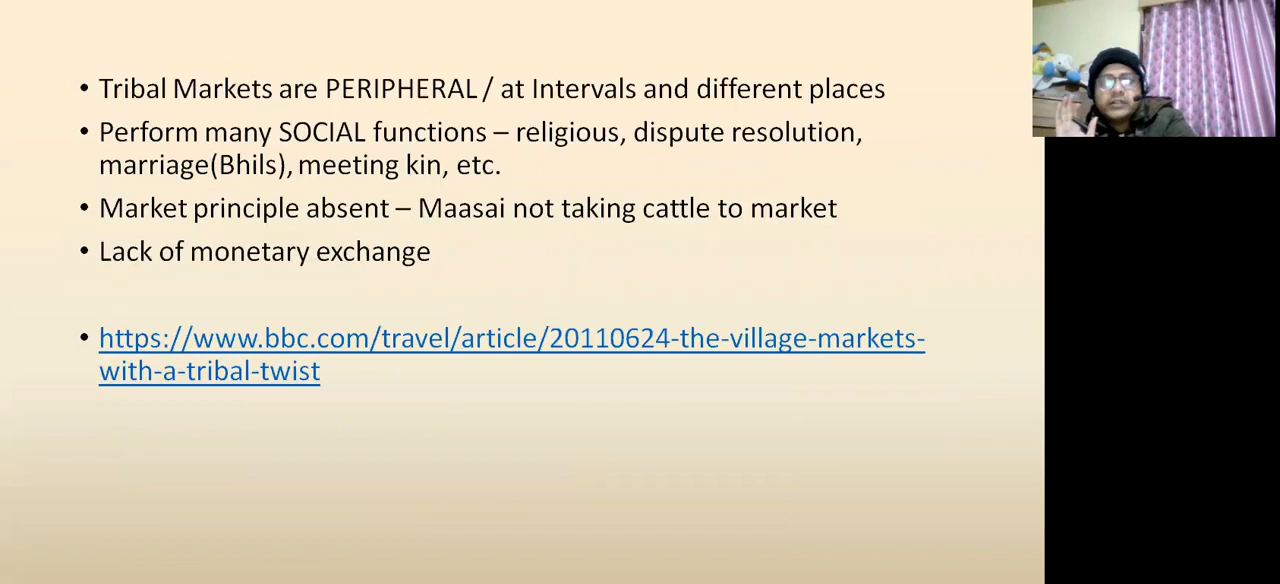 • Tribal Markets are PERIPHERAL / at Intervals and different places
• Perform many SOCIAL functions – religious, dispute resolution,
marriage(Bhils), meeting kin, etc.
• Market principle absent – Maasai not taking cattle to market
• Lack of monetary exchange
• https://www.bbc.com/travel/article/20110624-the-village-markets-
with-a-tribal-twist